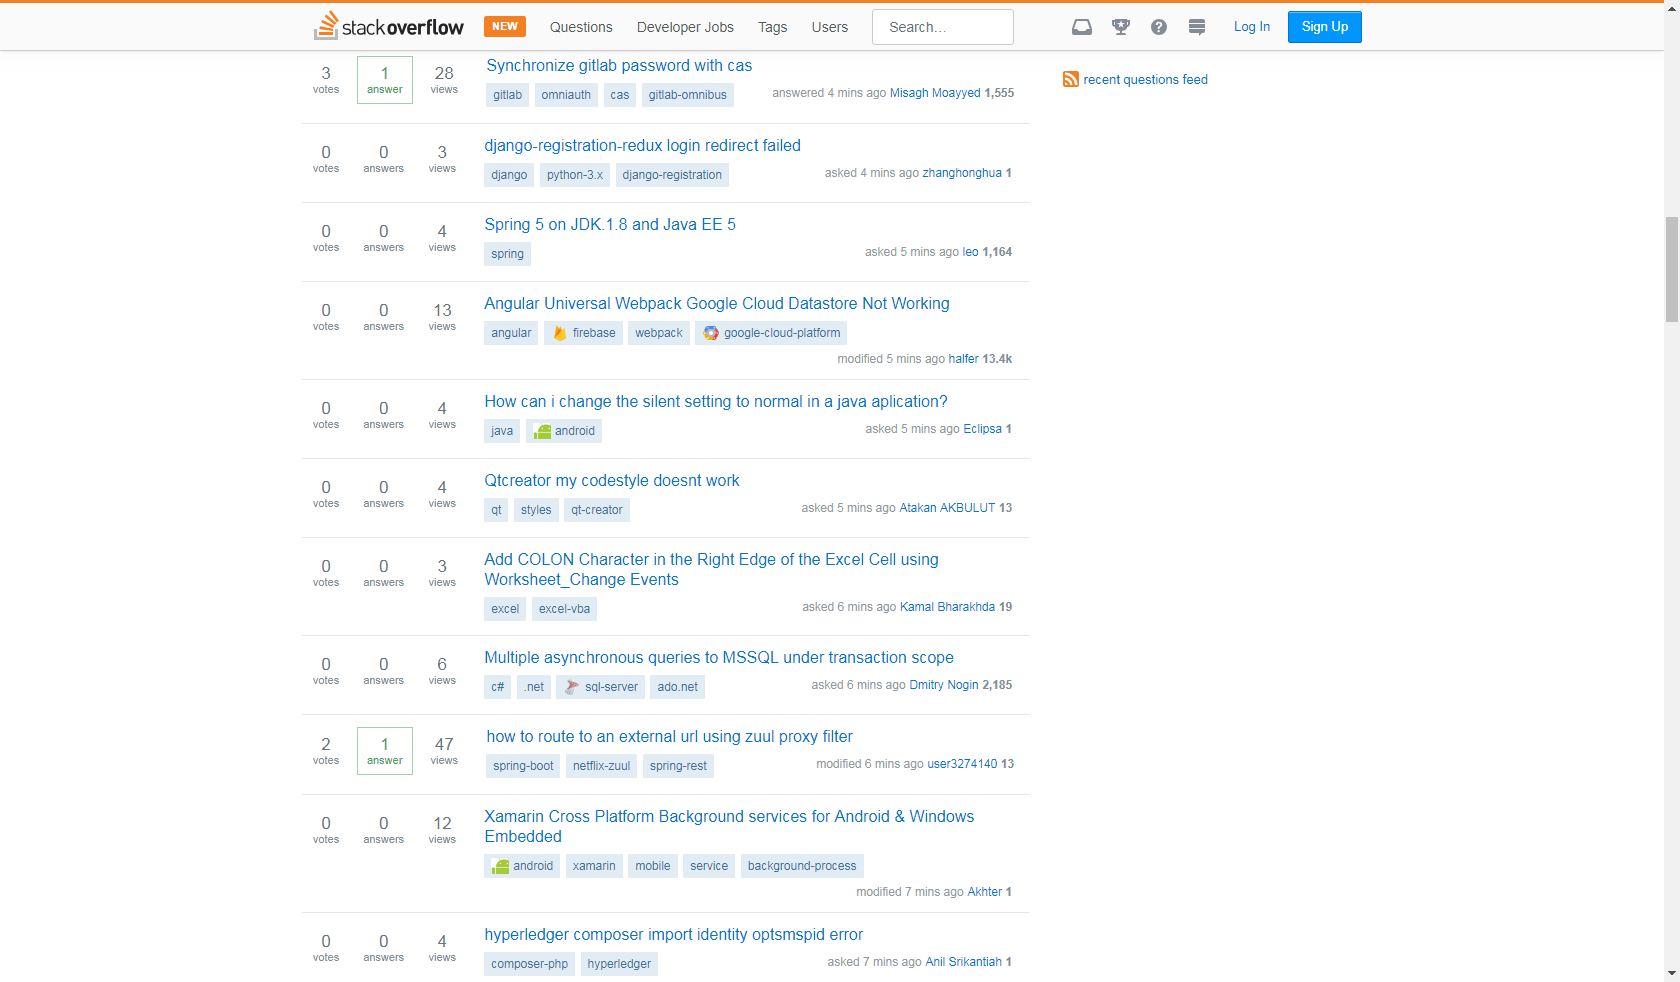 stackoverflow NEW Questions Developer Jobs Tags Users Search... Log In Sign Up
3 votes 1 answer 28 views
Synchronize gitlab password with cas
gitlab omniauth cas gitlab-omnibus
answered 4 mins ago Misagh Moayyed 1,555
recent questions feed
0 votes 0 answers 3 views
django-registration-redux login redirect failed
django python-3.x django-registration
asked 4 mins ago zhanghonghua 1
0 votes 0 answers 4 views
Spring 5 on JDK.1.8 and Java EE 5
spring
asked 5 mins ago leo 1,164
0 votes 0 answers 13 views
Angular Universal Webpack Google Cloud Datastore Not Working
angular firebase webpack google-cloud-platform
modified 5 mins ago halfer 13.4k
0 votes 0 answers 4 views
How can i change the silent setting to normal in a java aplication?
java android
asked 5 mins ago Eclipsa 1
0 votes 0 answers 4 views
Qtcreator my codestyle doesnt work
qt styles qt-creator
asked 5 mins ago Atakan AKBULUT 13
0 votes 0 answers 3 views
Add COLON Character in the Right Edge of the Excel Cell using
Worksheet_Change Events
excel excel-vba
asked 6 mins ago Kamal Bharakhda 19
0 votes 0 answers 6 views
Multiple asynchronous queries to MSSQL under transaction scope
c# .net sql-server ado.net
asked 6 mins ago Dmitry Nogin 2,185
2 votes 1 answer 47 views
how to route to an external url using zuul proxy filter
spring-boot netflix-zuul spring-rest
modified 6 mins ago user3274140 13
0 votes 0 answers 12 views
Xamarin Cross Platform Background services for Android & Windows
Embedded
android xamarin mobile service background-process
modified 7 mins ago Akhter 1
0 votes 0 answers 4 views
hyperledger composer import identity optsmspid error
composer-php hyperledger
asked 7 mins ago Anil Srikantiah 1